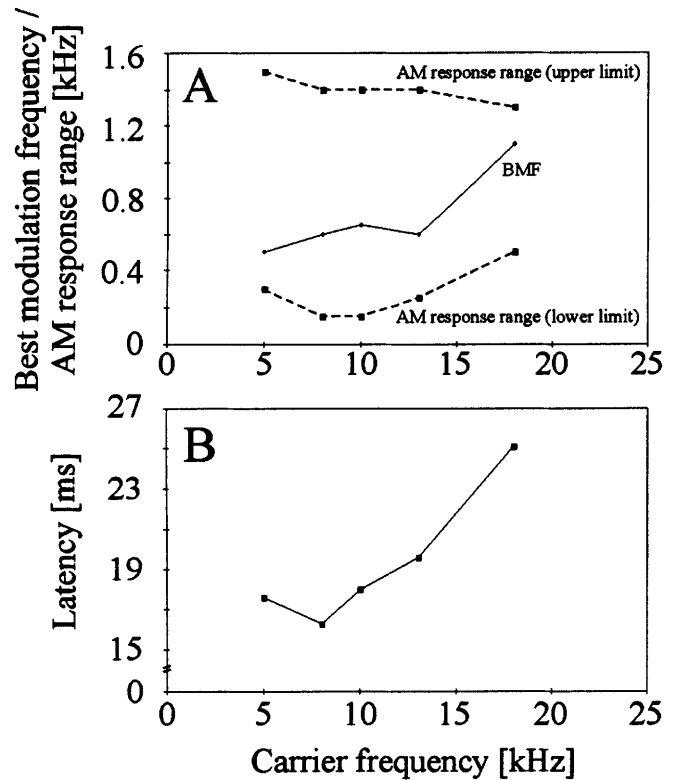 Best modulation frequency /
AM response range [kHz]
A
1.6
1.2
0.8
0.4
0
AM response range (upper limit)
BMF
AM response range (lower limit)
0 5 10 15 20 25
B
Latency [ms]
27
23
19
15
0
0 5 10 15 20 25
Carrier frequency [kHz]